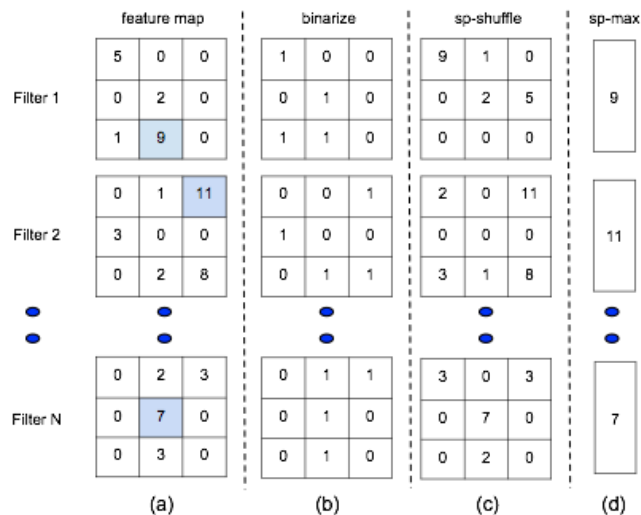 feature map binarize sp-shuffle sp-max
5 0 0 1 0 0 9 1 0
Filter 1 0 2 0 0 1 0 0 2 5 9
1 9 0 1 1 0 0 0 0
0 1 11 0 0 1 2 0 11
Filter 2 3 0 0 1 0 0 0 0 0 11
0 2 8 0 1 1 3 1 8
0 2 3 0 1 1 3 0 3
Filter N 0 7 0 0 1 0 0 7 0 7
0 3 0 0 1 0 0 2 0
(a) (b) (c) (d)